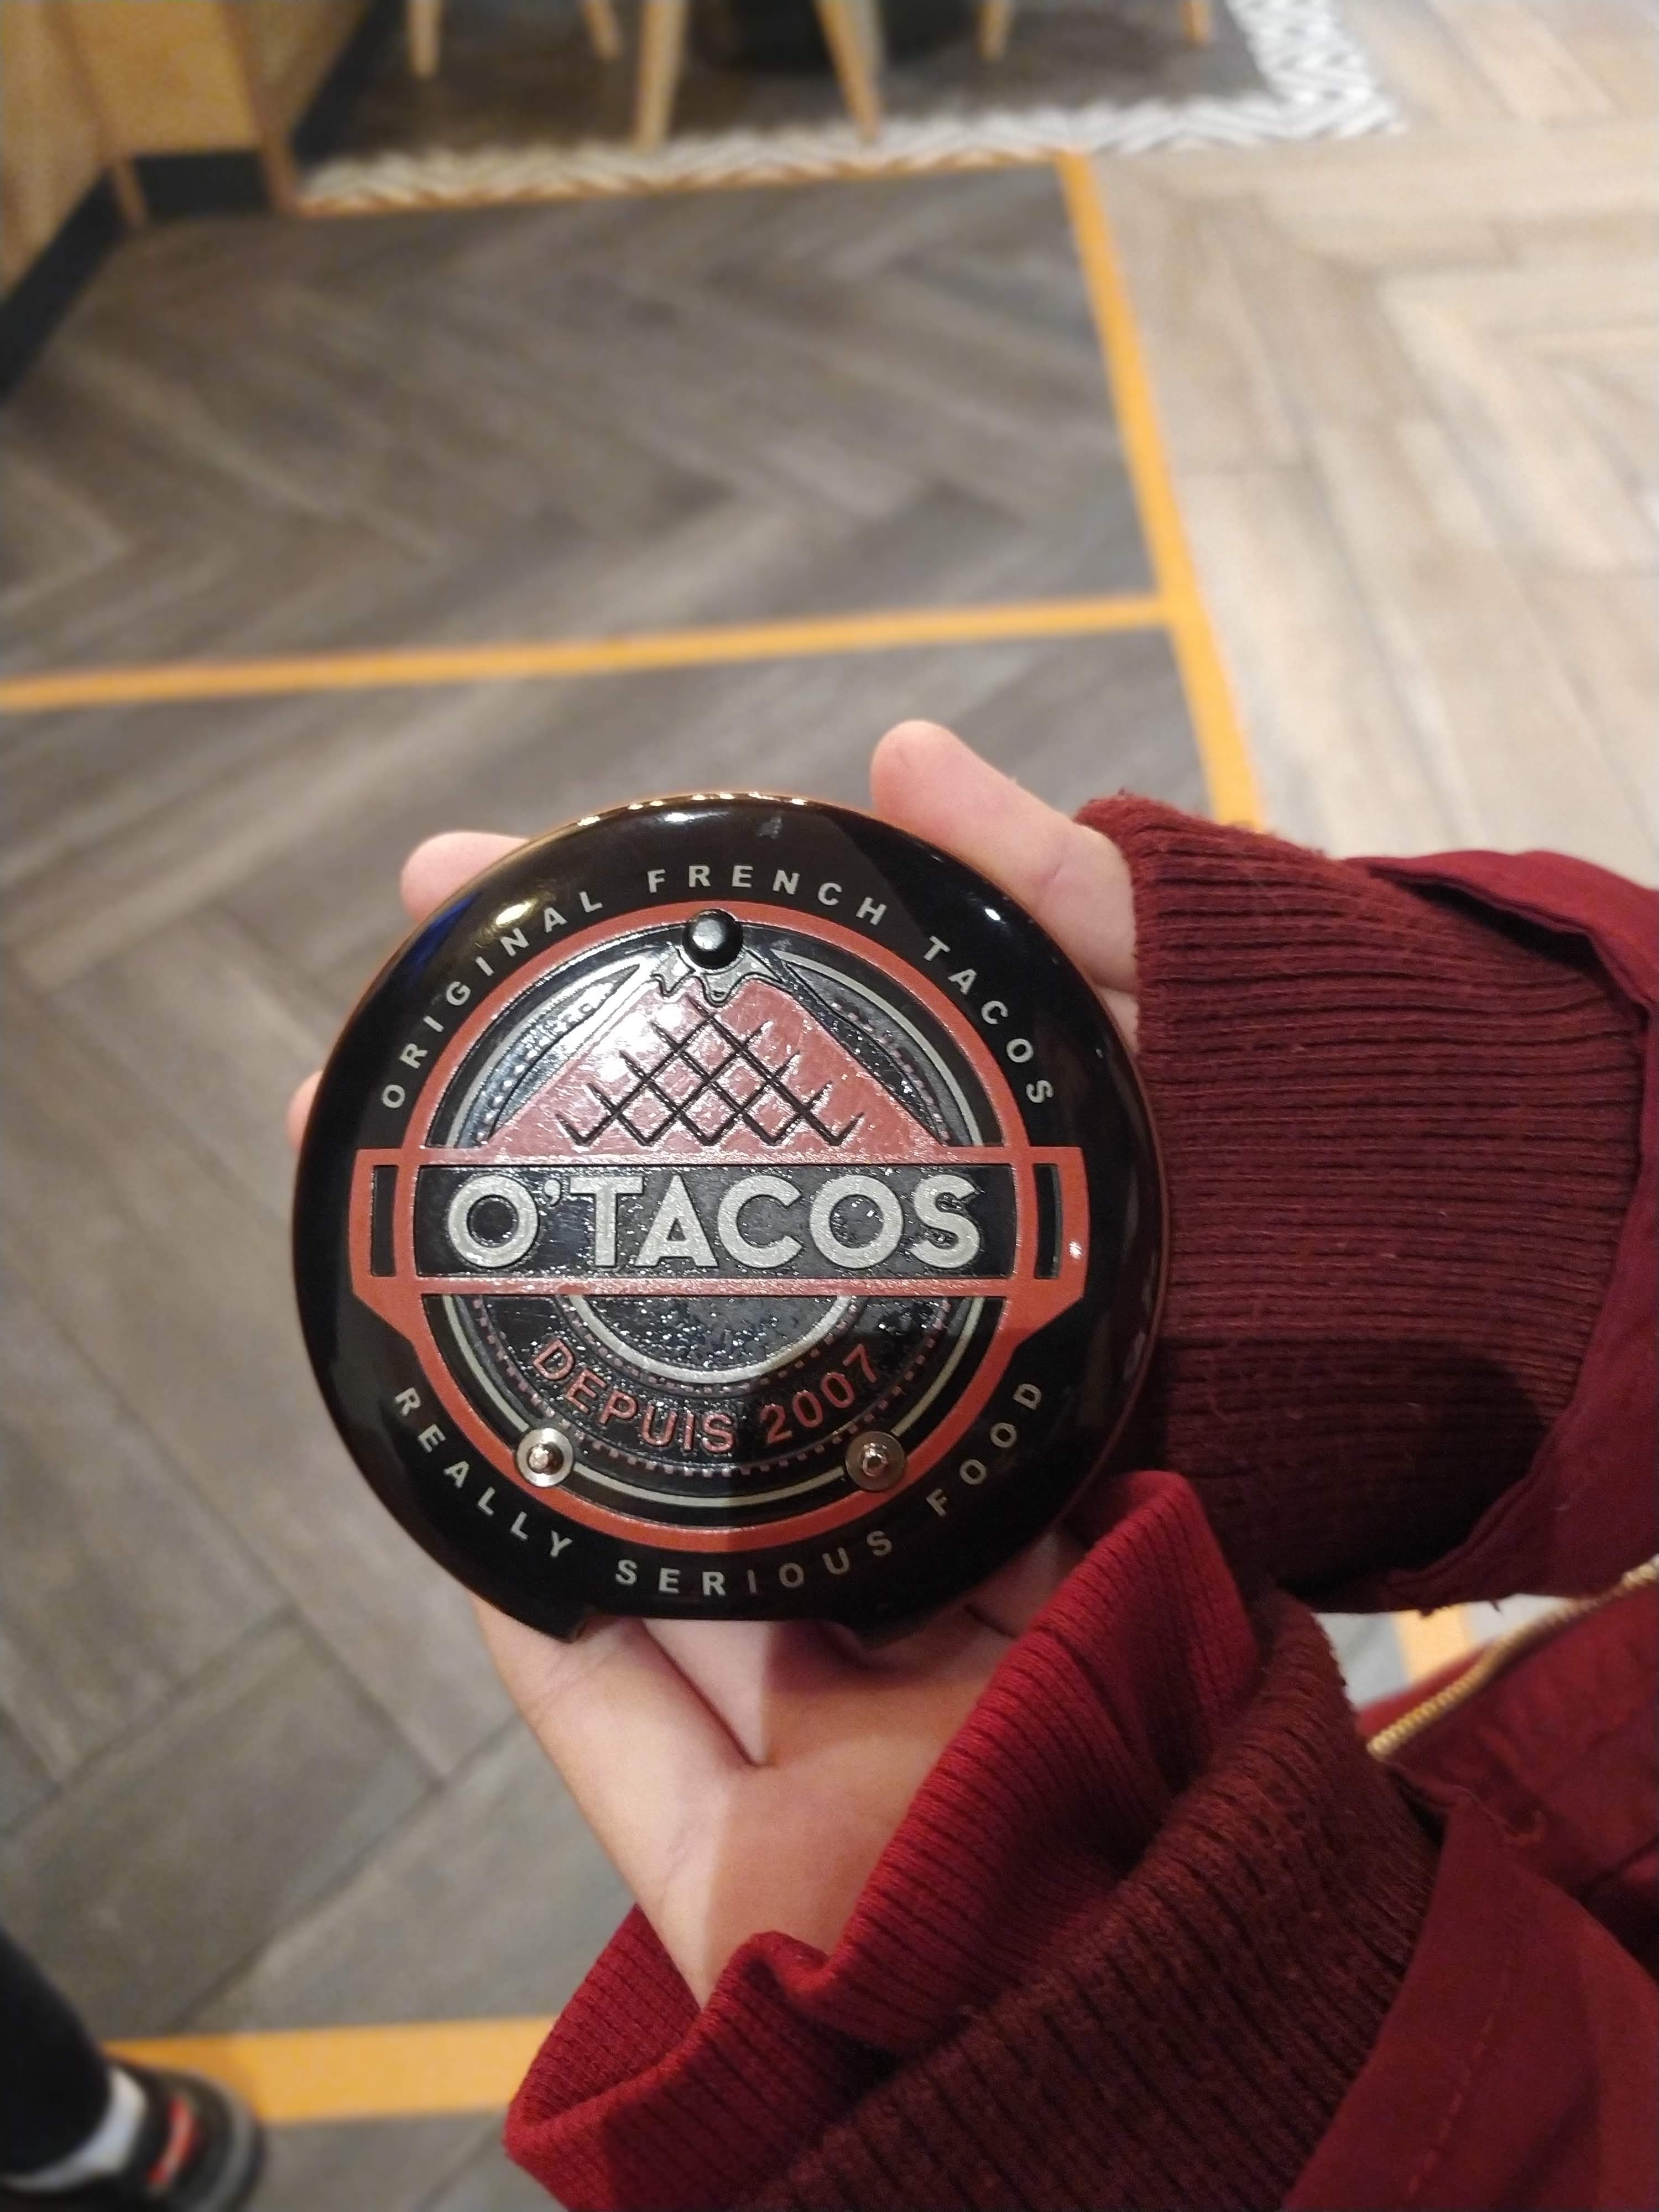 ORIGINAL FRENCH TACOS
O'TACOS
DEPUIS 2007
REALLY SERIOUS FOOD